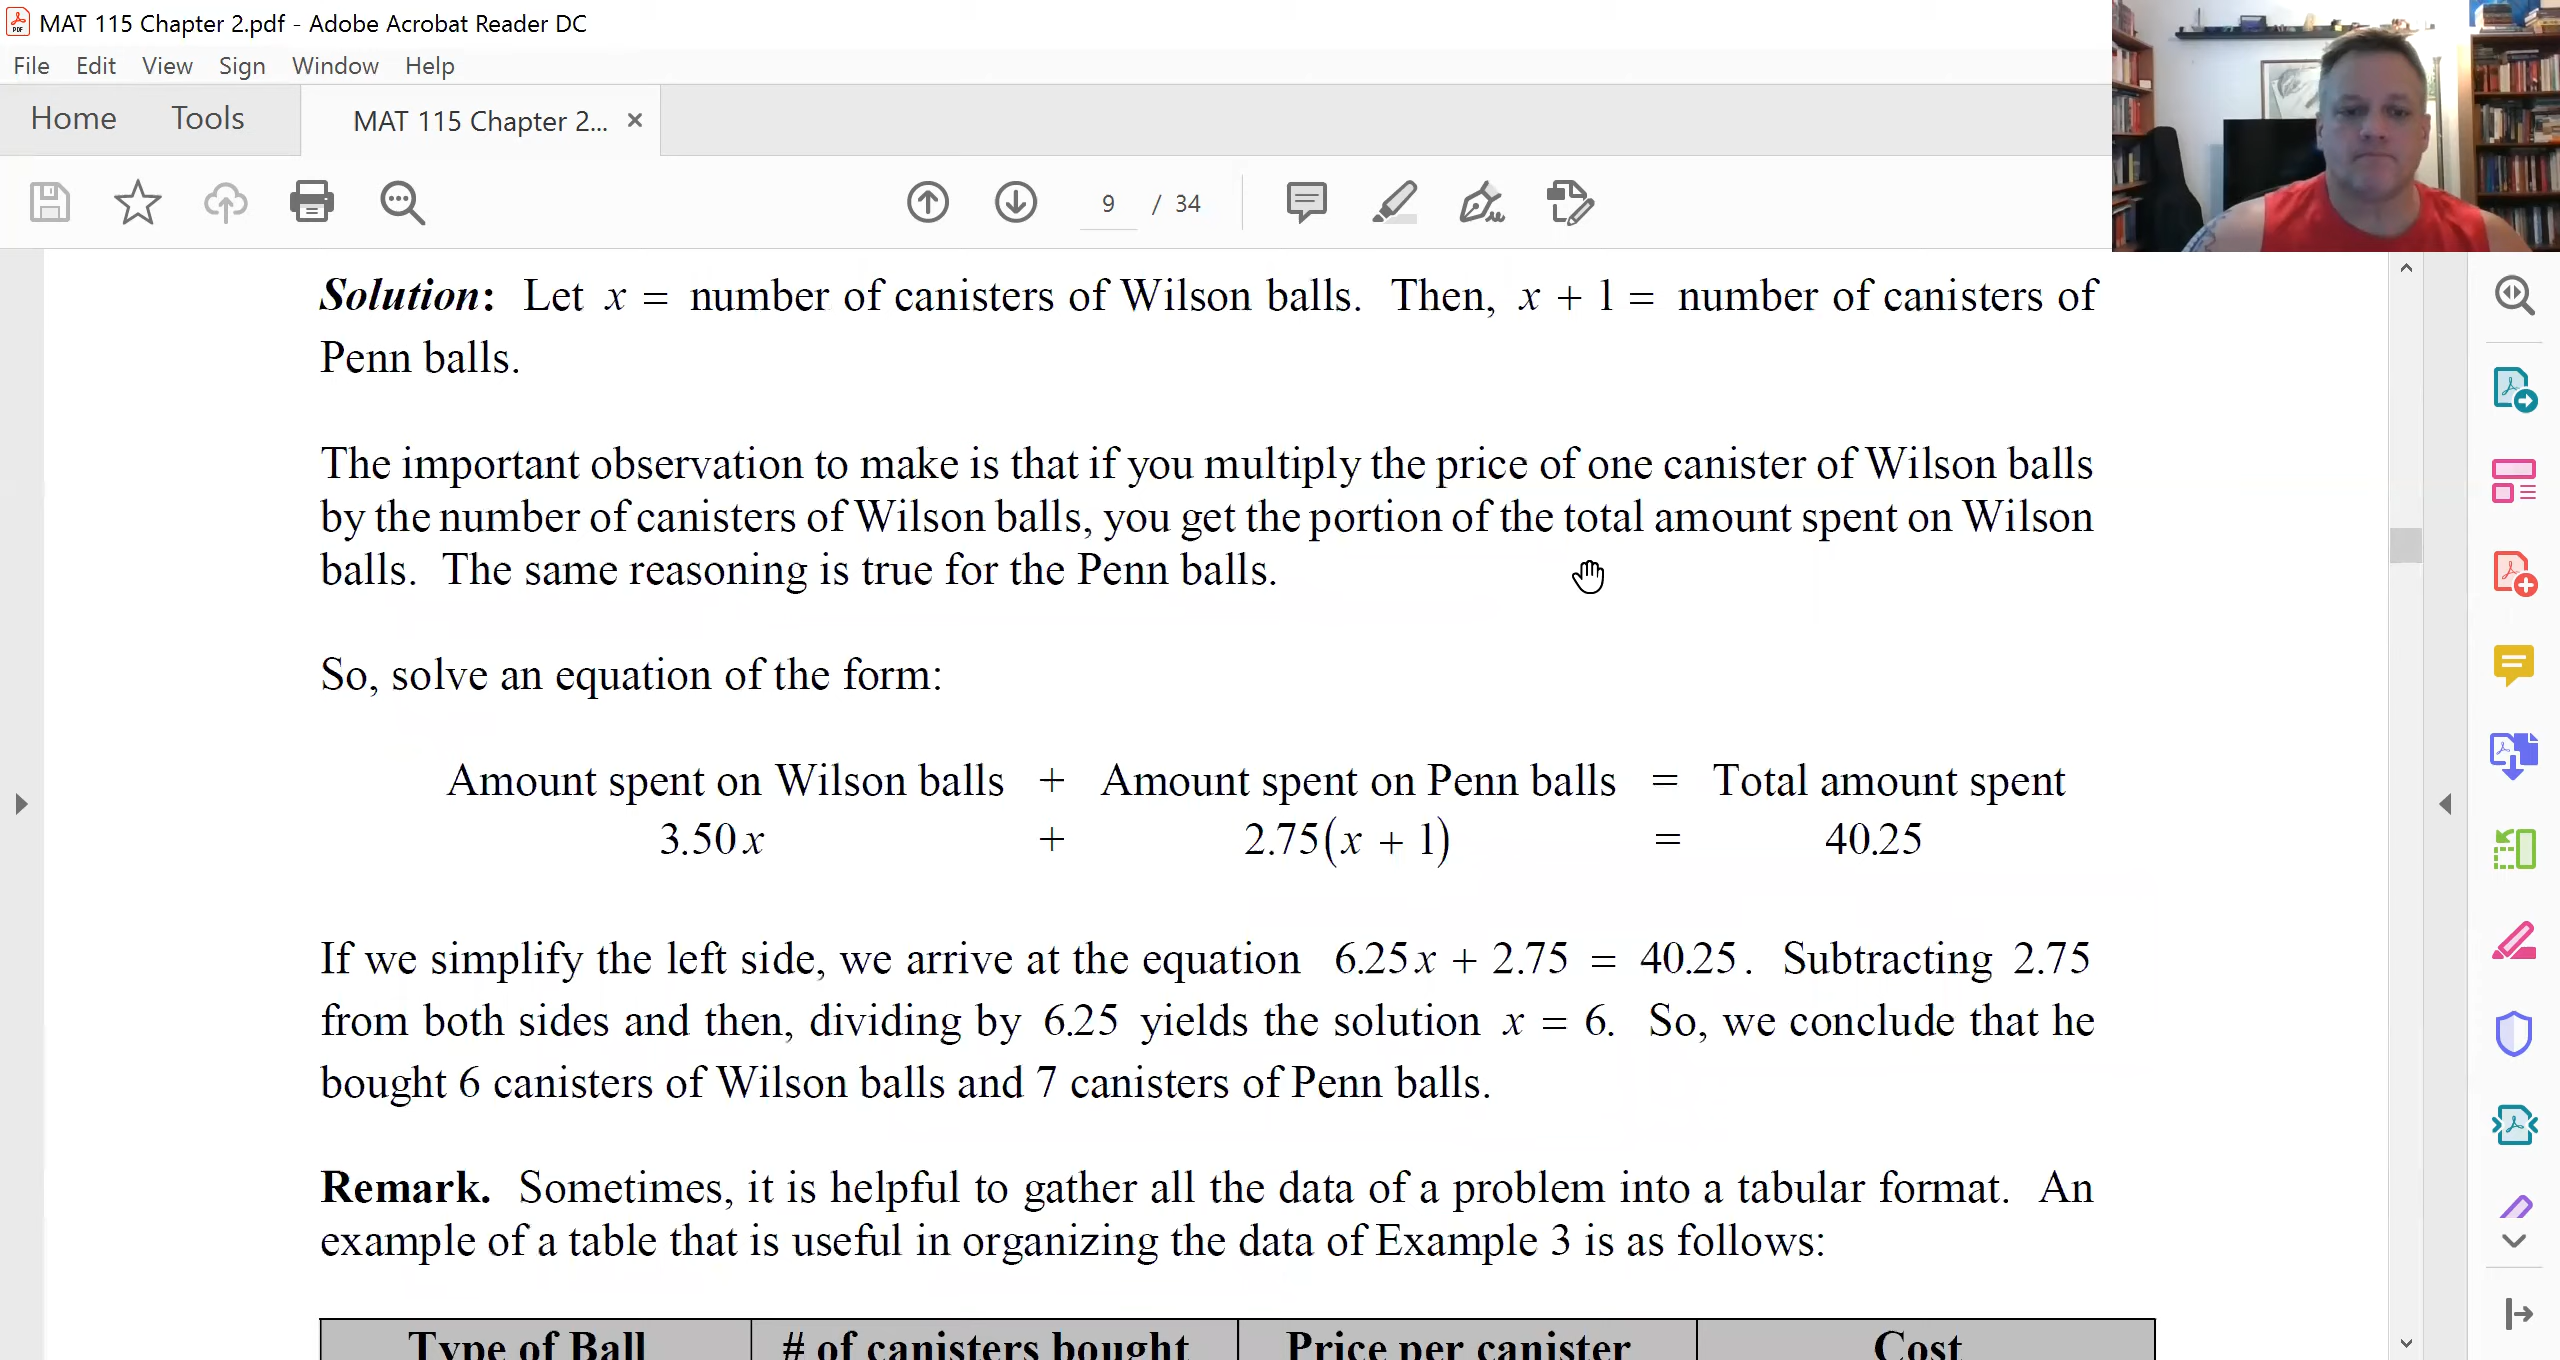 MAT 115 Chapter 2.pdf - Adobe Acrobat Reader DC
File Edit View Sign Window Help
Home Tools MAT 115 Chapter 2... ×
9 / 34
Solution: Let x = number of canisters of Wilson balls. Then, x + 1 = number of canisters of
Penn balls.
The important observation to make is that if you multiply the price of one canister of Wilson balls
by the number of canisters of Wilson balls, you get the portion of the total amount spent on Wilson
balls. The same reasoning is true for the Penn balls.
So, solve an equation of the form:
Amount spent on Wilson balls + Amount spent on Penn balls = Total amount spent
3.50x + 2.75(x + 1) = 40.25
If we simplify the left side, we arrive at the equation 6.25x + 2.75 = 40.25. Subtracting 2.75
from both sides and then, dividing by 6.25 yields the solution x = 6. So, we conclude that he
bought 6 canisters of Wilson balls and 7 canisters of Penn balls.
Remark. Sometimes, it is helpful to gather all the data of a problem into a tabular format. An
example of a table that is useful in organizing the data of Example 3 is as follows:
Type of Ball # of canisters bought Price per canister Cost